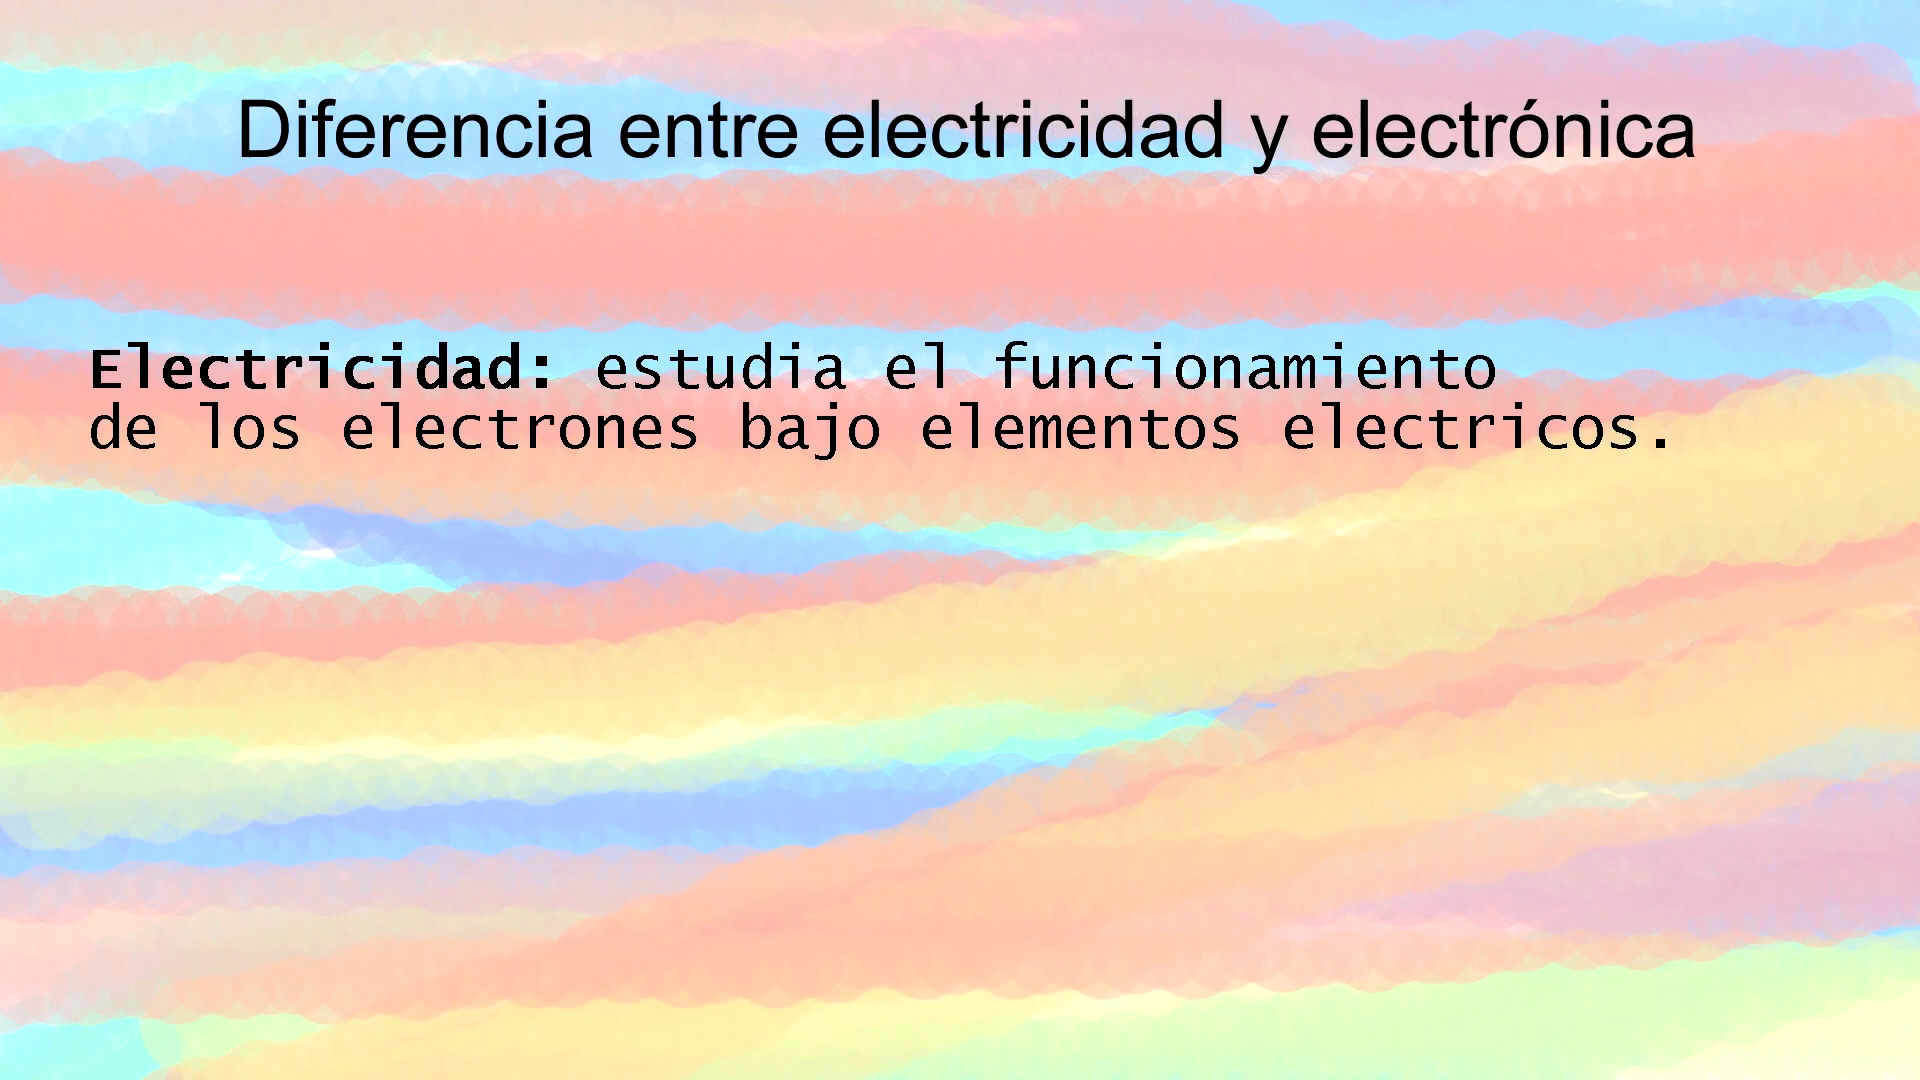 Diferencia entre electricidad y electrónica
Electricidad: estudia el funcionamiento
de los electrones bajo elementos electricos.